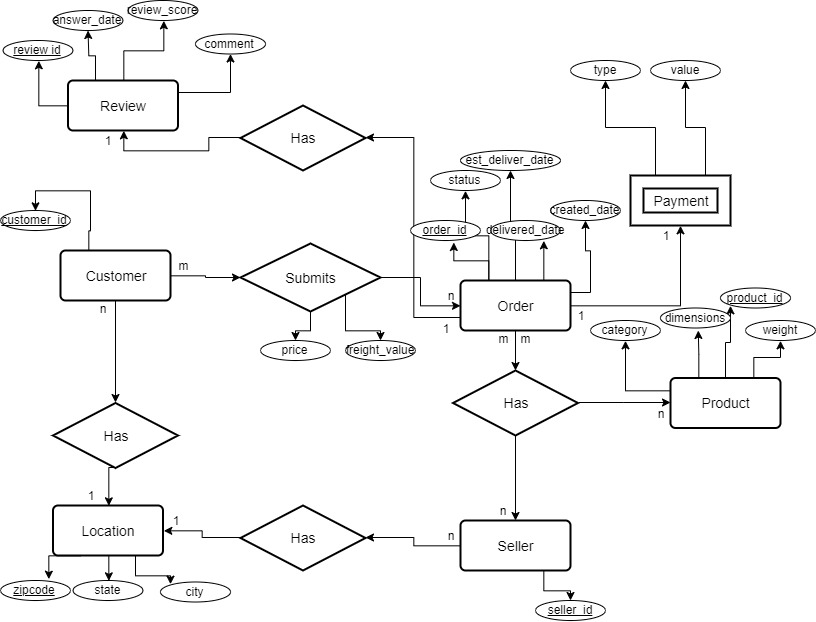 answer_date
review_score
review id
comment
Review
1
Has
type
value
Payment
1
est_deliver_date
status
order_id
delivered_date
created_date
customer_id
Customer
m
n
Submits
price
freight_value
n
Order
1
1
m
m
category
dimensions
product_id
weight
Has
Product
n
Has
1
Location
1
Has
n
n
Seller
zipcode
state
city
seller_id